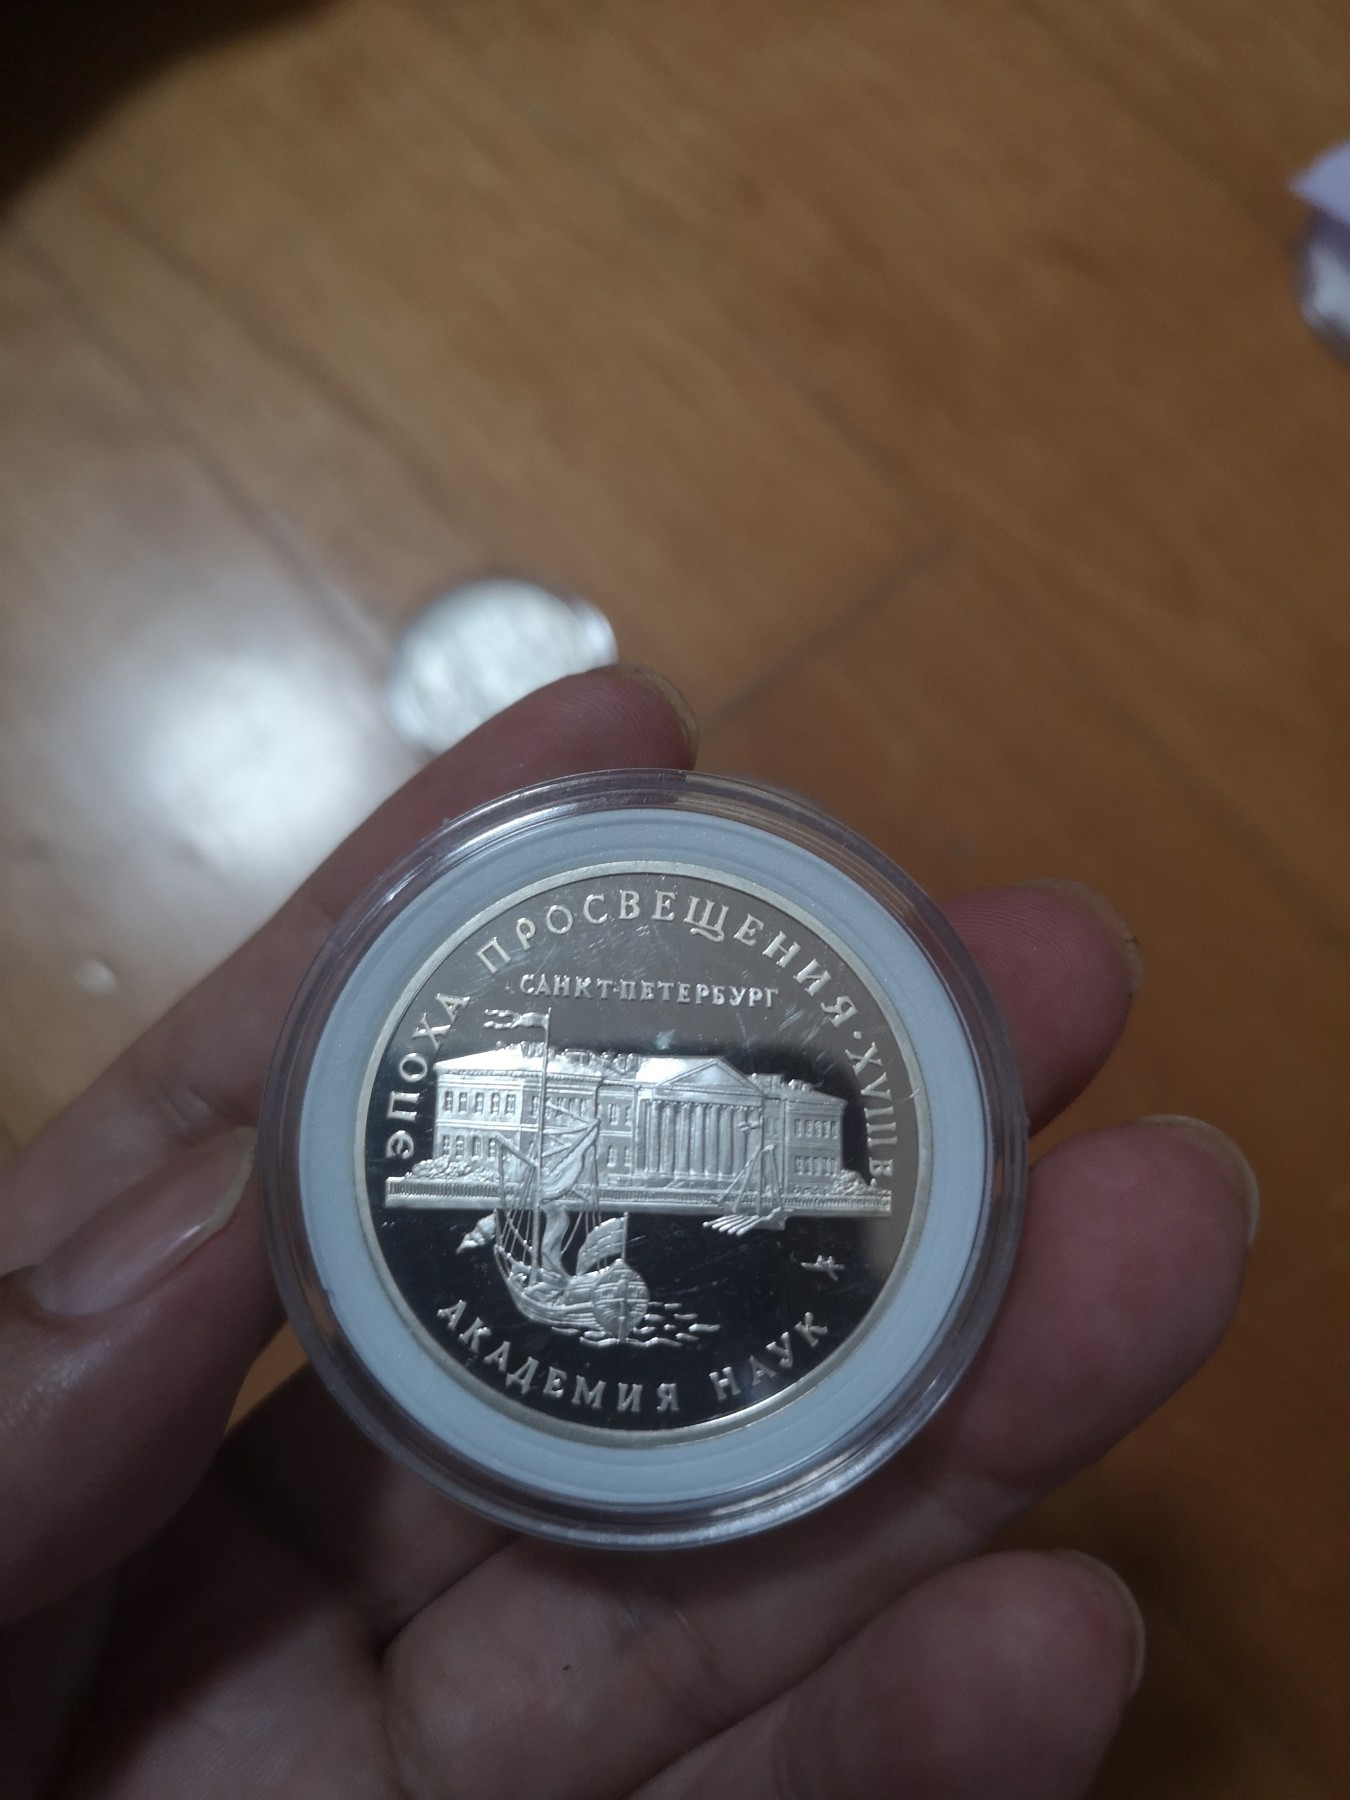 ЭПОХА ПРОСВЕЩЕНИЯ · XVIII В.
САНКТ-ПЕТЕРБУРГ
АКАДЕМИЯ НАУК